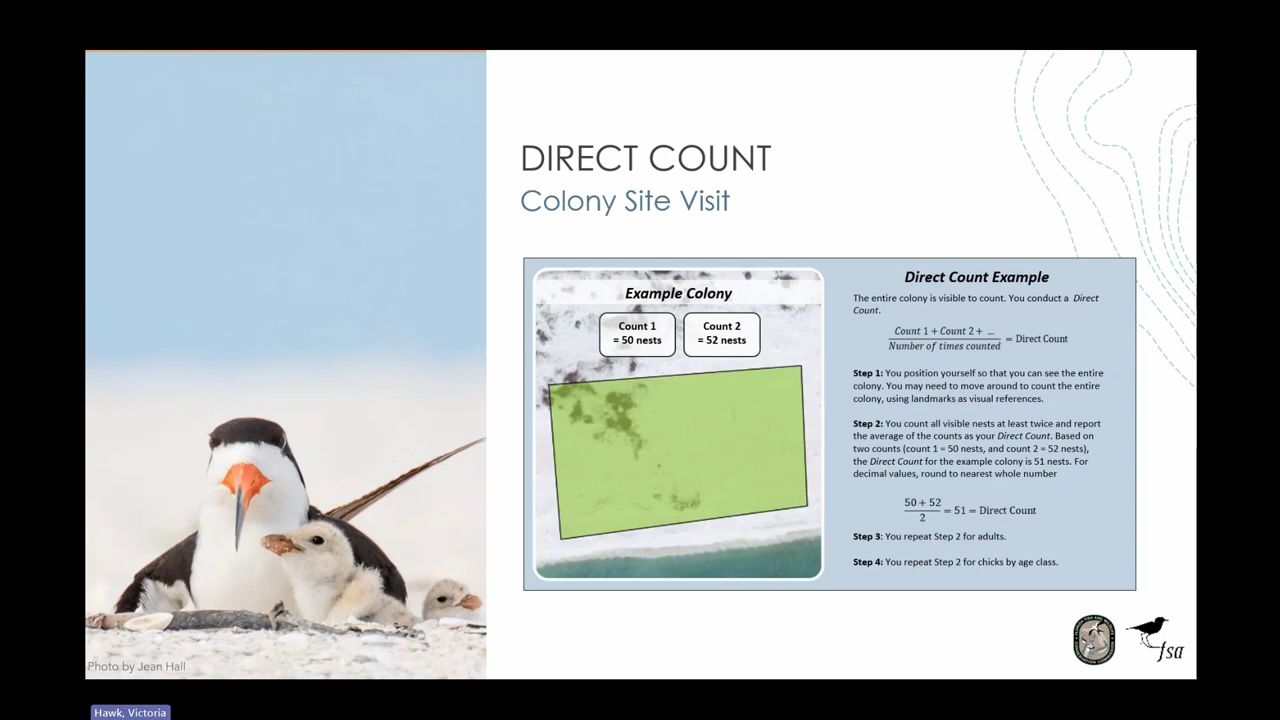 DIRECT COUNT
Colony Site Visit
Example Colony
Count 1
= 50 nests
Count 2
= 52 nests
Direct Count Example
The entire colony is visible to count. You conduct a Direct
Count.
Count 1 + Count 2 + ...
Number of times counted
= Direct Count
Step 1: You position yourself so that you can see the entire
colony. You may need to move around to count the entire
colony, using landmarks as visual references.
Step 2: You count all visible nests at least twice and report
the average of the counts as your Direct Count. Based on
two counts (count 1 = 50 nests, and count 2 = 52 nests),
the Direct Count for the example colony is 51 nests. For
decimal values, round to nearest whole number
50 + 52
2
= 51 = Direct Count
Step 3: You repeat Step 2 for adults.
Step 4: You repeat Step 2 for chicks by age class.
fsa
Photo by Jean Hall
Hawk, Victoria